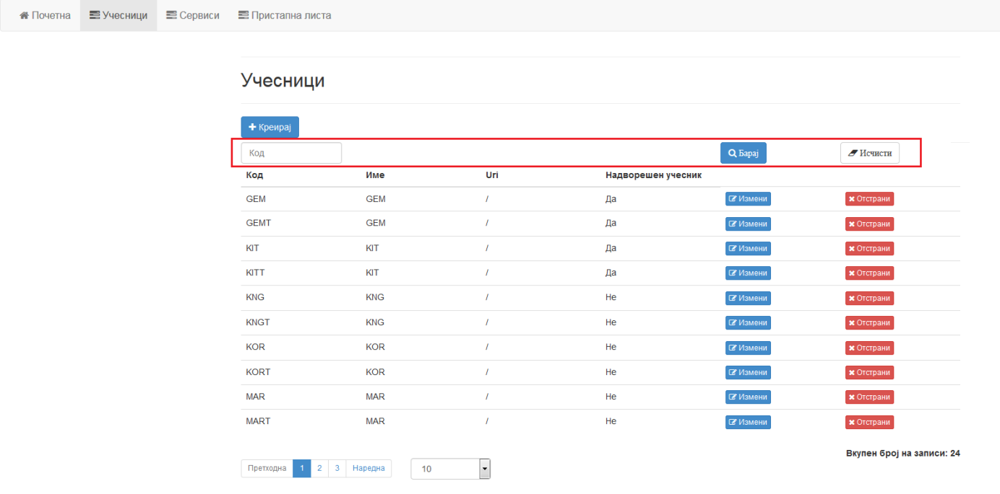 Почетна Учесници Сервиси Пристапна листа
Учесници
Креирај
Код Барај Исчисти
Код Име Uri Надворешен учесник
GEM GEM / Да Измени Отстрани
GEMT GEM / Да Измени Отстрани
KIT KIT / Да Измени Отстрани
KITT KIT / Да Измени Отстрани
KNG KNG / Не Измени Отстрани
KNGT KNG / Не Измени Отстрани
KOR KOR / Не Измени Отстрани
KORT KOR / Не Измени Отстрани
MAR MAR / Не Измени Отстрани
MART MAR / Не Измени Отстрани
Вкупен број на записи: 24
Претходна 1 2 3 Наредна 10